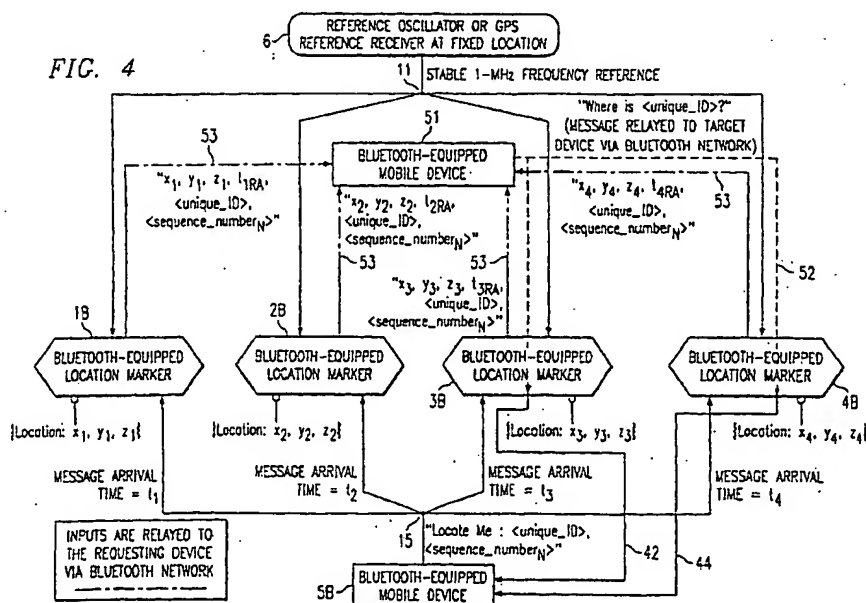 FIG. 4
6
REFERENCE OSCILLATOR OR GPS
REFERENCE RECEIVER AT FIXED LOCATION
11
STABLE 1-MHz FREQUENCY REFERENCE
"Where is <unique_ID>?"
(MESSAGE RELAYED TO TARGET
DEVICE VIA BLUETOOTH NETWORK)
51
BLUETOOTH-EQUIPPED
MOBILE DEVICE
53
"x1, y1, z1, t1RA,
<unique_ID>,
<sequence_numberN>"
"x2, y2, z2, t2RA,
<unique_ID>,
<sequence_numberN>"
53
"x3, y3, z3, t3RA,
<unique_ID>,
<sequence_numberN>"
53
"x4, y4, z4, t4RA,
<unique_ID>,
<sequence_numberN>"
53
52
1B
BLUETOOTH-EQUIPPED
LOCATION MARKER
2B
BLUETOOTH-EQUIPPED
LOCATION MARKER
3B
BLUETOOTH-EQUIPPED
LOCATION MARKER
4B
BLUETOOTH-EQUIPPED
LOCATION MARKER
{Location: x1, y1, z1}
{Location: x2, y2, z2}
{Location: x3, y3, z3}
{Location: x4, y4, z4}
MESSAGE ARRIVAL
TIME = t1
MESSAGE ARRIVAL
TIME = t2
MESSAGE ARRIVAL
TIME = t3
MESSAGE ARRIVAL
TIME = t4
15
"Locate Me : <unique_ID>,
<sequence_numberN>"
42
44
INPUTS ARE RELAYED TO
THE REQUESTING DEVICE
VIA BLUETOOTH NETWORK
5B
BLUETOOTH-EQUIPPED
MOBILE DEVICE